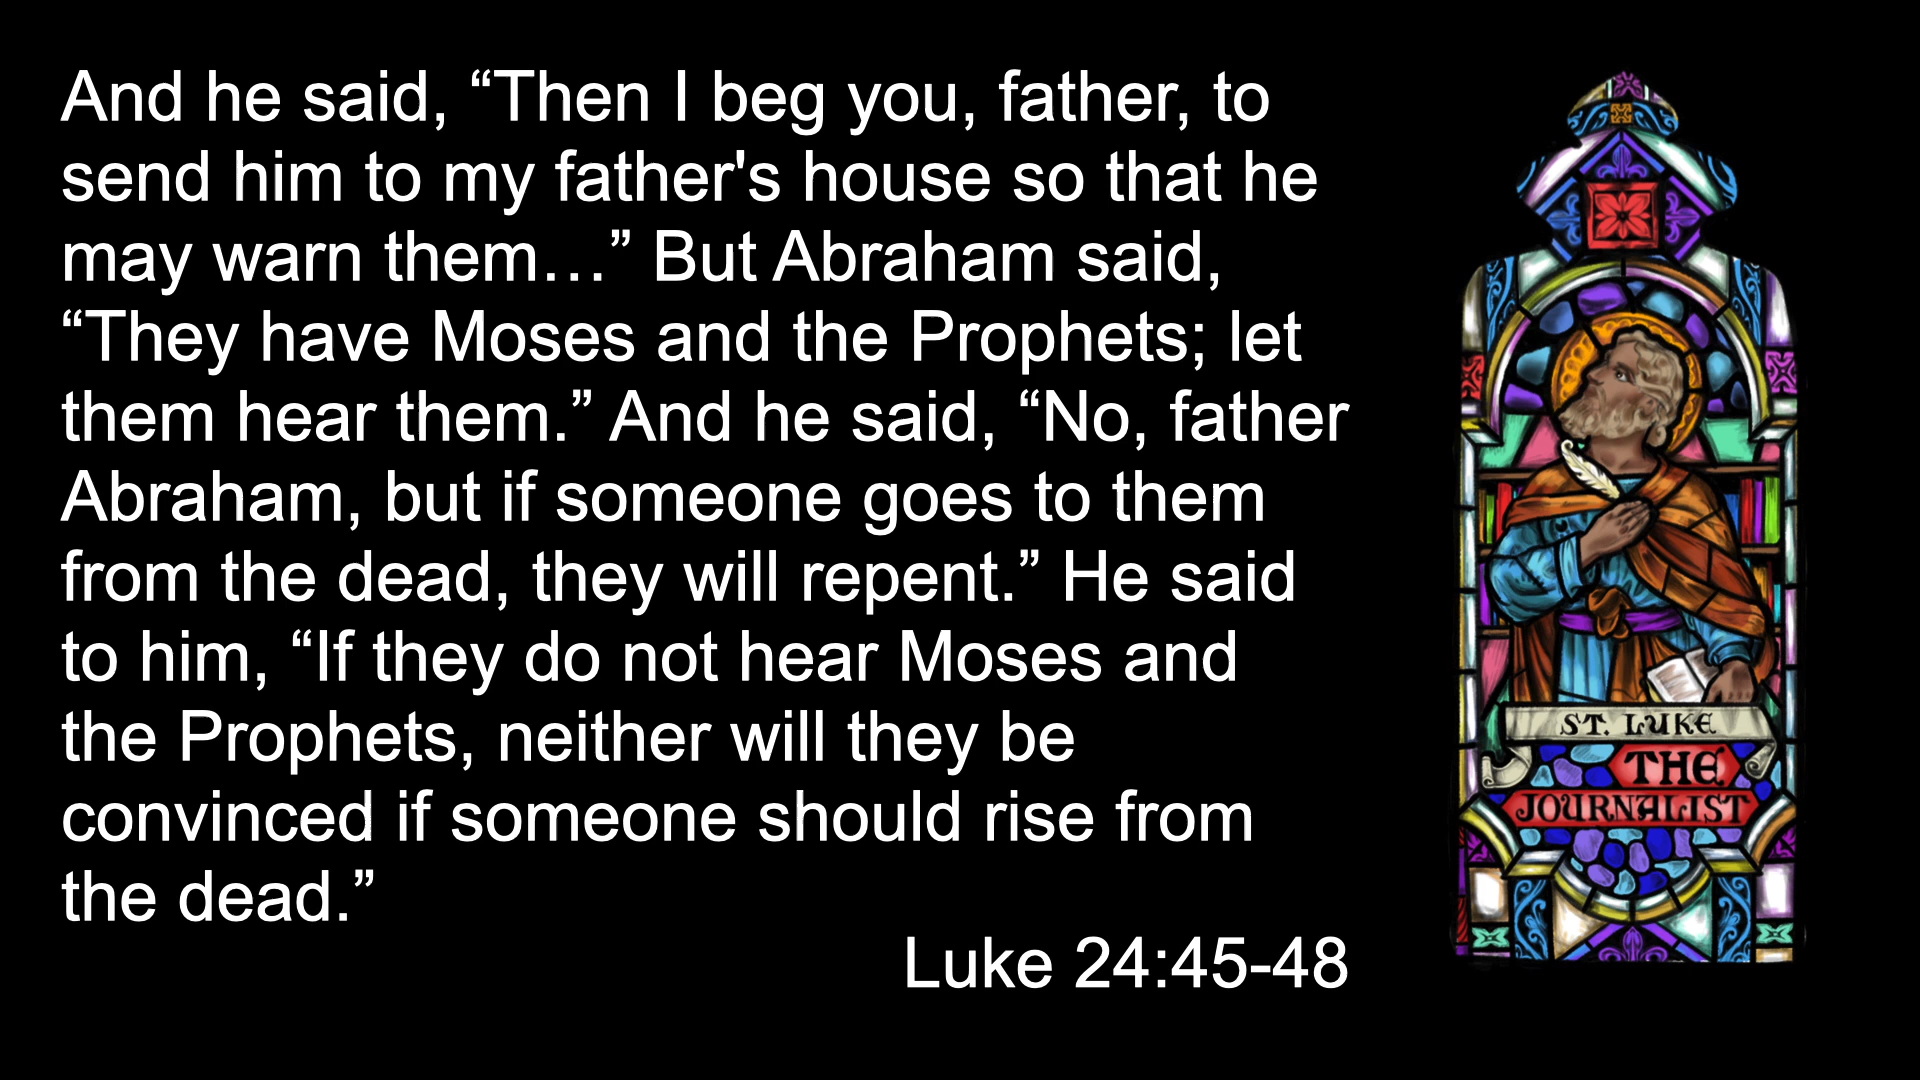 And he said, “Then I beg you, father, to
send him to my father's house so that he
may warn them…” But Abraham said,
“They have Moses and the Prophets; let
them hear them.” And he said, “No, father
Abraham, but if someone goes to them
from the dead, they will repent.” He said
to him, “If they do not hear Moses and
the Prophets, neither will they be
convinced if someone should rise from
the dead.”
Luke 24:45-48
ST. LUKE
THE
JOURNALIST